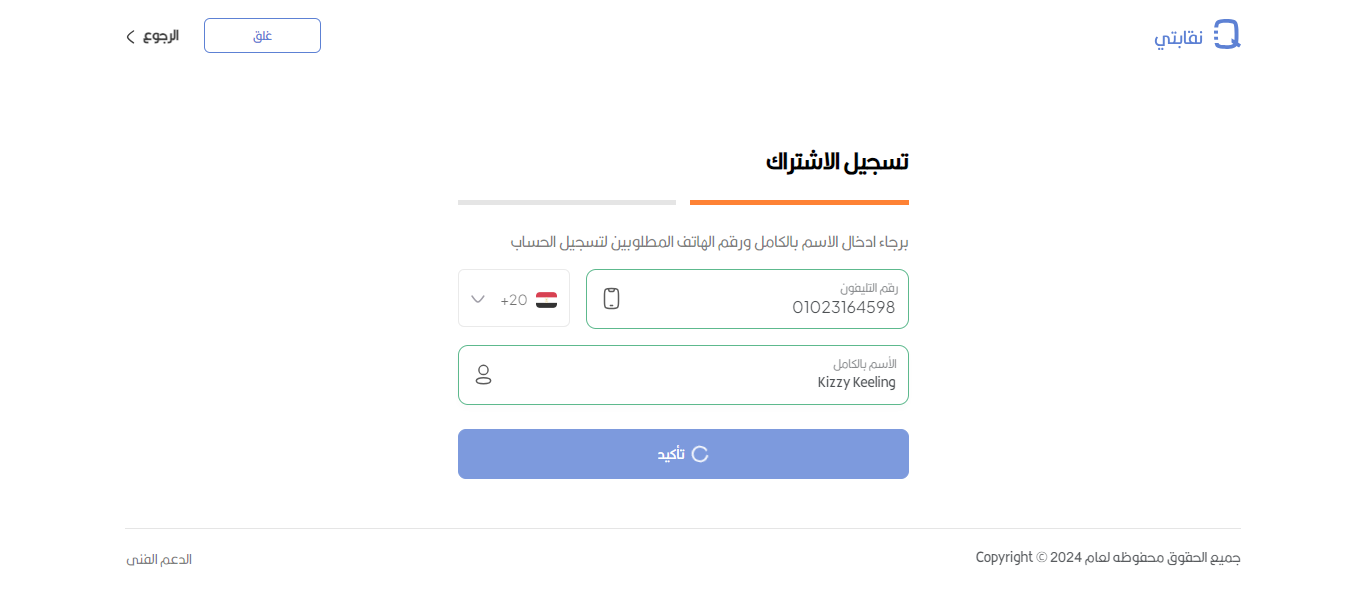 نقابتي
غلق
الرجوع
تسجيل الاشتراك
برجاء ادخال الاسم بالكامل ورقم الهاتف المطلوبين لتسجيل الحساب
رقم التليفون
01023164598
+20
الأسم بالكامل
Kizzy Keeling
تأكيد
جميع الحقوق محفوظه لعام 2024 © Copyright
الدعم الفنى